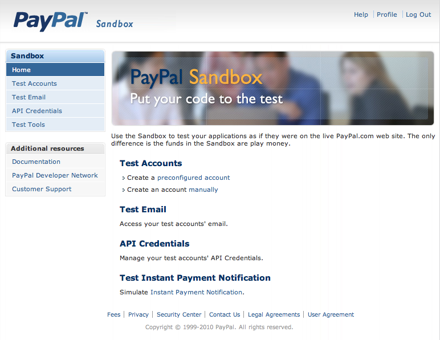 PayPal™ Sandbox
Help Profile Log Out
Sandbox
Home
Test Accounts
Test Email
API Credentials
Test Tools
Additional resources
Documentation
PayPal Developer Network
Customer Support
PayPal Sandbox
Put your code to the test
Use the Sandbox to test your applications as if they were on the live PayPal.com web site. The only
difference is the funds in the Sandbox are play money.
Test Accounts
Create a preconfigured account
Create an account manually
Test Email
Access your test accounts' email.
API Credentials
Manage your test accounts' API Credentials.
Test Instant Payment Notification
Simulate Instant Payment Notification.
Fees | Privacy | Security Center | Contact Us | Legal Agreements | User Agreement
Copyright © 1999-2010 PayPal. All rights reserved.